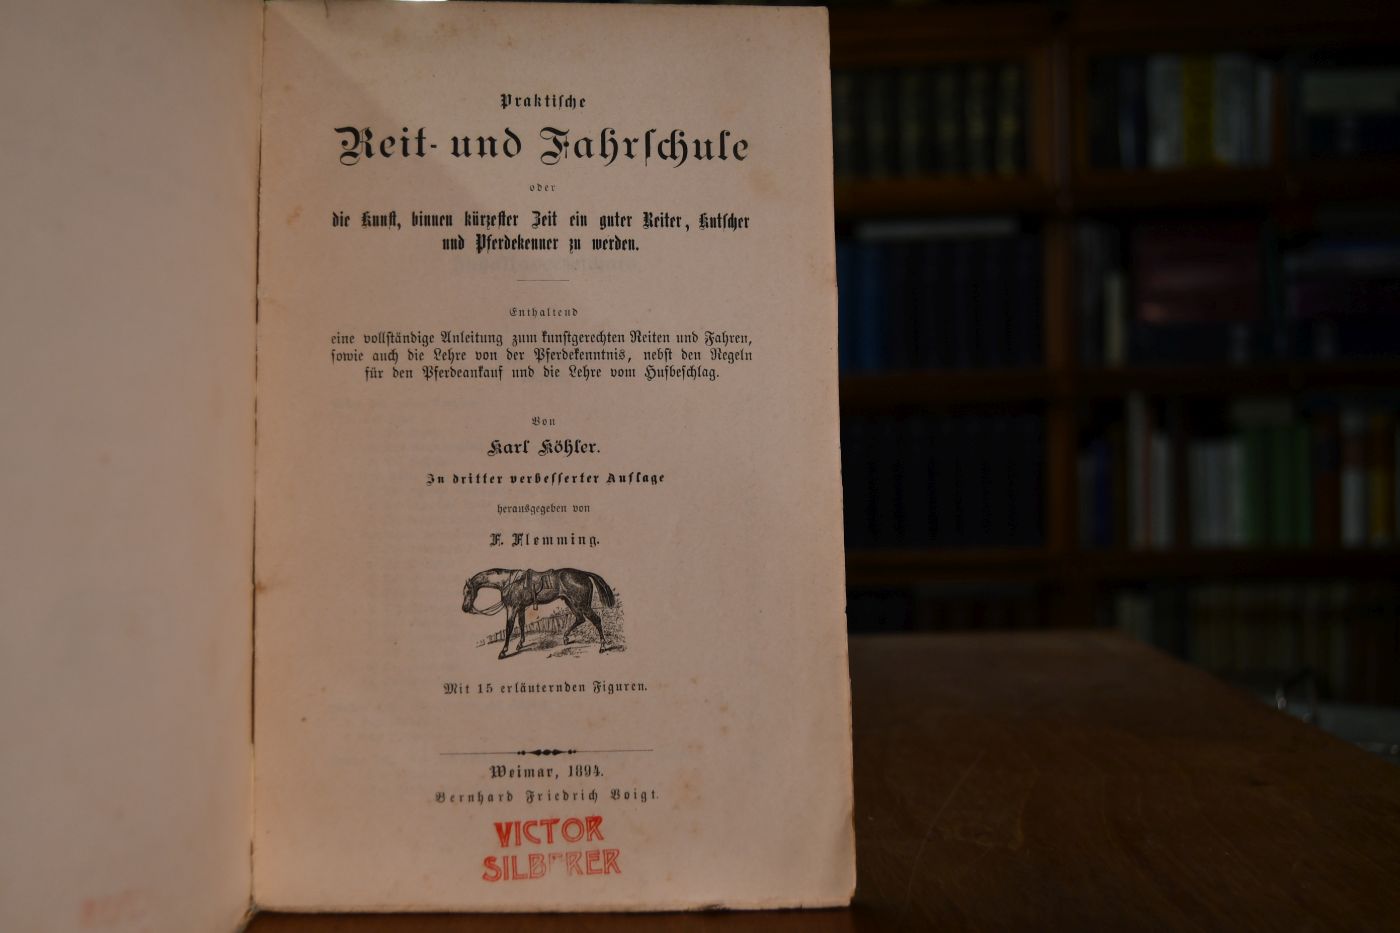 Praktiſche
Reit- und Fahrſchule
oder
die Kunſt, binnen kürzeſter Zeit ein guter Reiter, Kutſcher
und Pferdekenner zu werden.
Enthaltend
eine vollſtändige Anleitung zum kunſtgerechten Reiten und Fahren,
ſowie auch die Lehre von der Pferdekenntnis, nebſt den Regeln
für den Pferdeankauf und die Lehre vom Hufbeſchlag.
Von
Karl Köhler.
In dritter verbeſſerter Auflage
herausgegeben von
F. Flemming.
Mit 15 erläuternden Figuren.
Weimar, 1894.
Bernhard Friedrich Voigt.
VICTOR
SILBERER